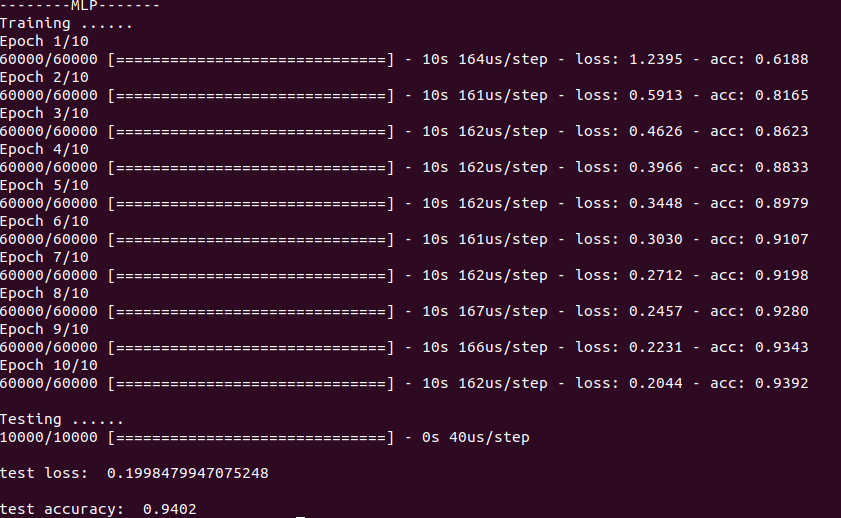 --------MLP-------
Training ......
Epoch 1/10
60000/60000 [==============================] - 10s 164us/step - loss: 1.2395 - acc: 0.6188
Epoch 2/10
60000/60000 [==============================] - 10s 161us/step - loss: 0.5913 - acc: 0.8165
Epoch 3/10
60000/60000 [==============================] - 10s 162us/step - loss: 0.4626 - acc: 0.8623
Epoch 4/10
60000/60000 [==============================] - 10s 162us/step - loss: 0.3966 - acc: 0.8833
Epoch 5/10
60000/60000 [==============================] - 10s 162us/step - loss: 0.3448 - acc: 0.8979
Epoch 6/10
60000/60000 [==============================] - 10s 161us/step - loss: 0.3030 - acc: 0.9107
Epoch 7/10
60000/60000 [==============================] - 10s 162us/step - loss: 0.2712 - acc: 0.9198
Epoch 8/10
60000/60000 [==============================] - 10s 167us/step - loss: 0.2457 - acc: 0.9280
Epoch 9/10
60000/60000 [==============================] - 10s 166us/step - loss: 0.2231 - acc: 0.9343
Epoch 10/10
60000/60000 [==============================] - 10s 162us/step - loss: 0.2044 - acc: 0.9392
Testing ......
10000/10000 [==============================] - 0s 40us/step
test loss:  0.1998479947075248
test accuracy:  0.9402